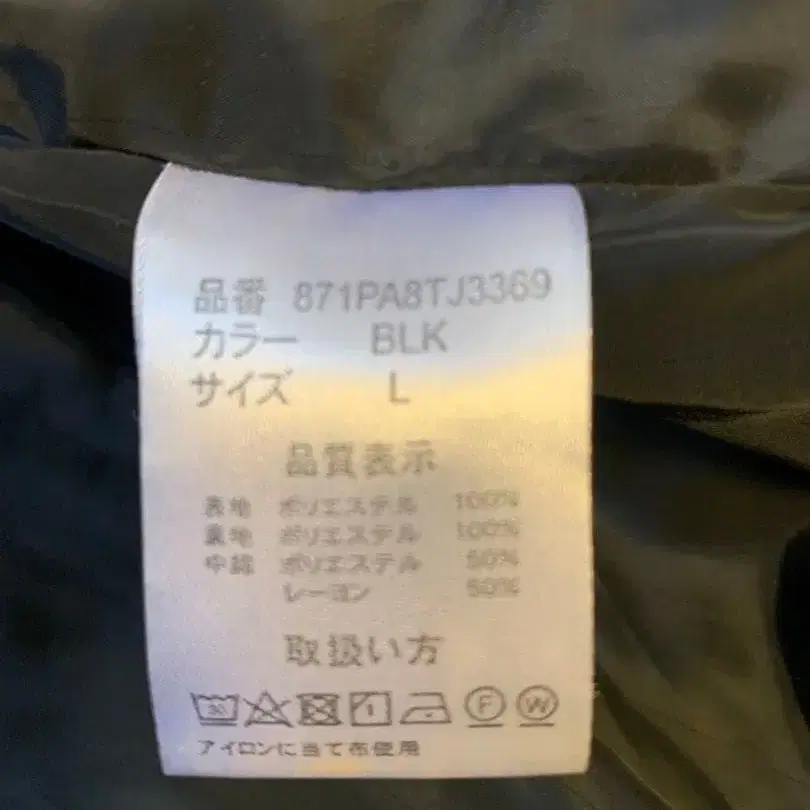 品番 871PA8TJ3369
カラー BLK
サイズ L
品質表示
表地 ポリエステル 100%
裏地 ポリエステル 100%
中綿 ポリエステル 50%
レーヨン 50%
取扱い方
30 F W
アイロンに当て布使用